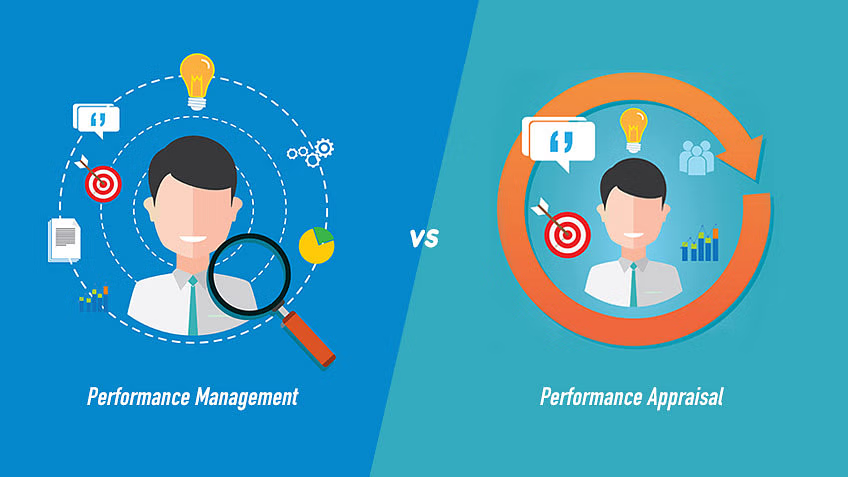 Performance Management
vs
Performance Appraisal